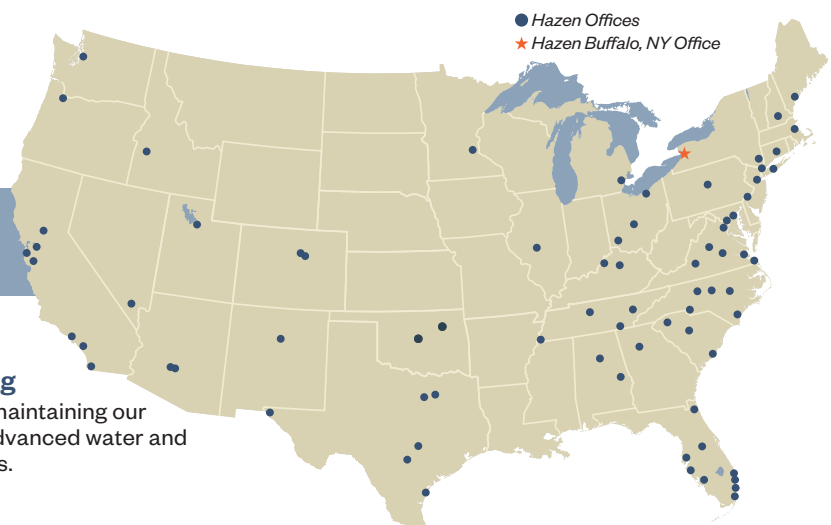 Hazen Offices
Hazen Buffalo, NY Office
g
naintaining our
dvanced water and
s.